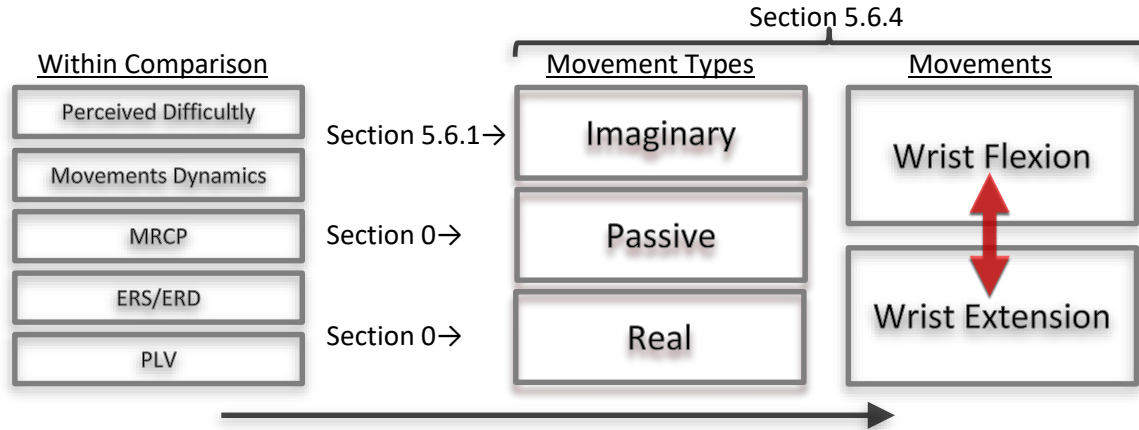 Section 5.6.4
Within Comparison
Movement Types
Movements
Perceived Difficultly
Movements Dynamics
MRCP
ERS/ERD
PLV
Section 5.6.1→
Section 0→
Section 0→
Imaginary
Passive
Real
Wrist Flexion
Wrist Extension